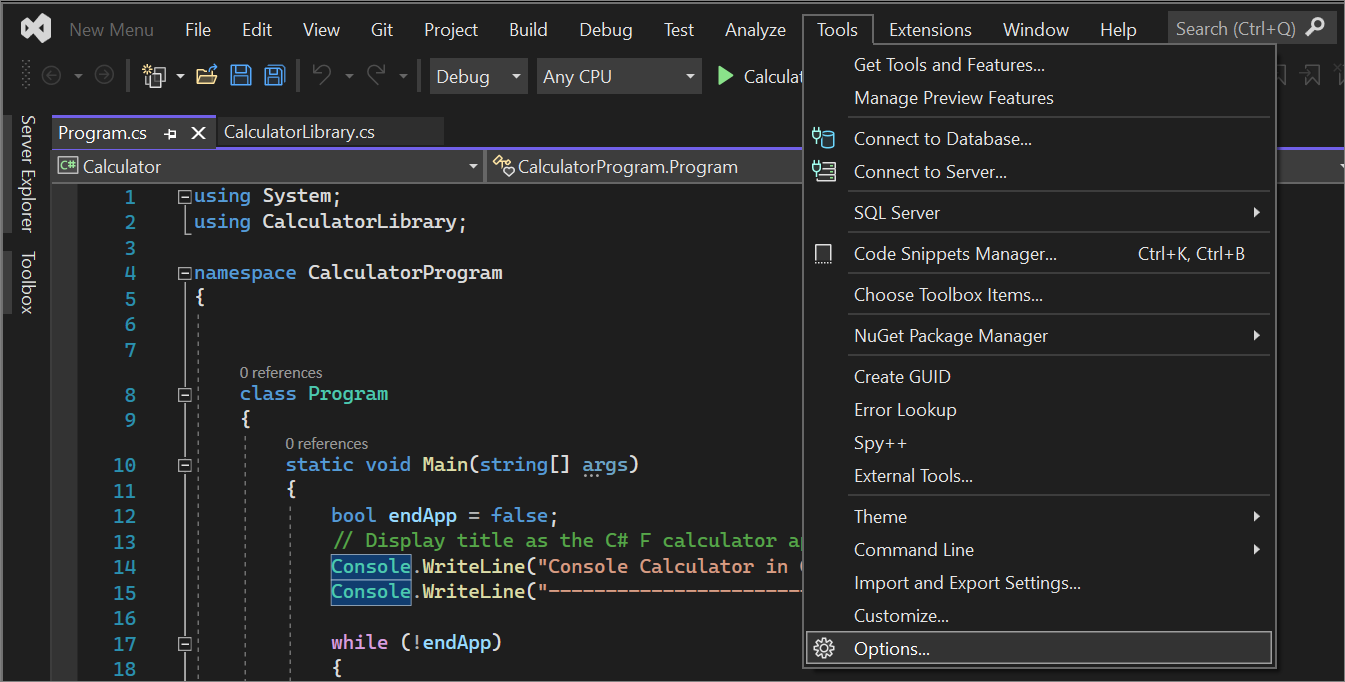 New Menu File Edit View Git Project Build Debug Test Analyze Tools Extensions Window Help Search (Ctrl+Q)
Debug Any CPU
Program.cs CalculatorLibrary.cs
C# Calculator CalculatorProgram.Program
Server Explorer
Toolbox
1 using System;
2 using CalculatorLibrary;
3
4 namespace CalculatorProgram
5 {
6
7
0 references
8 class Program
9 {
0 references
10 static void Main(string[] args)
11 {
12 bool endApp = false;
13 // Display title as the C# F calculator
14 Console.WriteLine("Console Calculator in
15 Console.WriteLine("-----------------------
16
17 while (!endApp)
18 {
Get Tools and Features...
Manage Preview Features
Connect to Database...
Connect to Server...
SQL Server
Code Snippets Manager... Ctrl+K, Ctrl+B
Choose Toolbox Items...
NuGet Package Manager
Create GUID
Error Lookup
Spy++
External Tools...
Theme
Command Line
Import and Export Settings...
Customize...
Options...